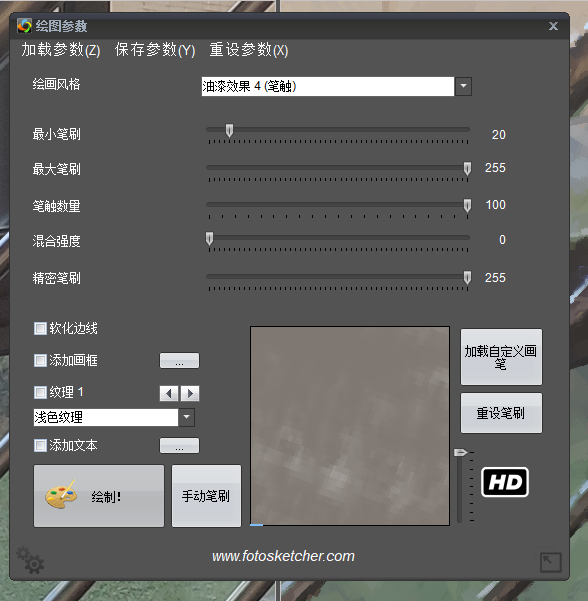 绘图参数
加载参数(Z) 保存参数(Y) 重设参数(X)
绘画风格 油漆效果 4 (笔触)
最小笔刷 20
最大笔刷 255
笔触数量 100
混合强度 0
精密笔刷 255
软化边线
添加画框 ...
纹理 1
浅色纹理
添加文本 ...
加载自定义画
笔
重设笔刷
绘制! 手动笔刷
HD
www.fotosketcher.com